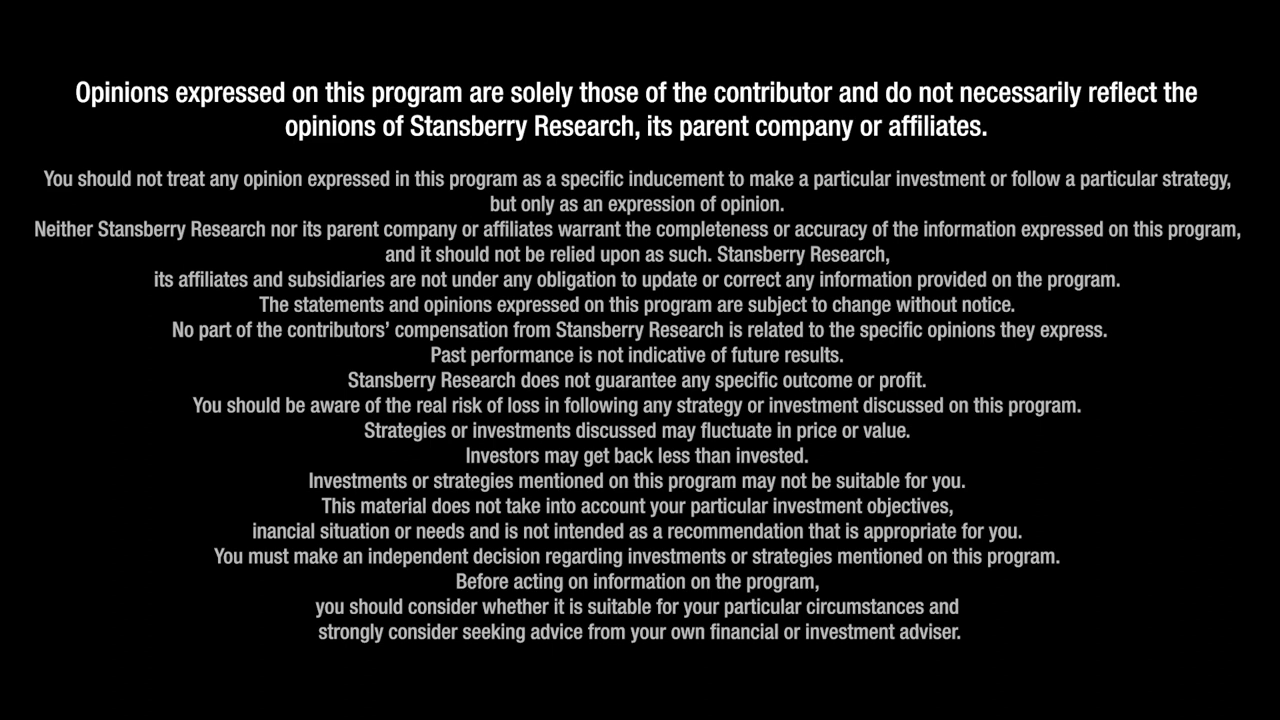 Opinions expressed on this program are solely those of the contributor and do not necessarily reflect the
opinions of Stansberry Research, its parent company or affiliates.
You should not treat any opinion expressed in this program as a specific inducement to make a particular investment or follow a particular strategy,
but only as an expression of opinion.
Neither Stansberry Research nor its parent company or affiliates warrant the completeness or accuracy of the information expressed on this program,
and it should not be relied upon as such. Stansberry Research,
its affiliates and subsidiaries are not under any obligation to update or correct any information provided on the program.
The statements and opinions expressed on this program are subject to change without notice.
No part of the contributors’ compensation from Stansberry Research is related to the specific opinions they express.
Past performance is not indicative of future results.
Stansberry Research does not guarantee any specific outcome or profit.
You should be aware of the real risk of loss in following any strategy or investment discussed on this program.
Strategies or investments discussed may fluctuate in price or value.
Investors may get back less than invested.
Investments or strategies mentioned on this program may not be suitable for you.
This material does not take into account your particular investment objectives,
inancial situation or needs and is not intended as a recommendation that is appropriate for you.
You must make an independent decision regarding investments or strategies mentioned on this program.
Before acting on information on the program,
you should consider whether it is suitable for your particular circumstances and
strongly consider seeking advice from your own financial or investment adviser.